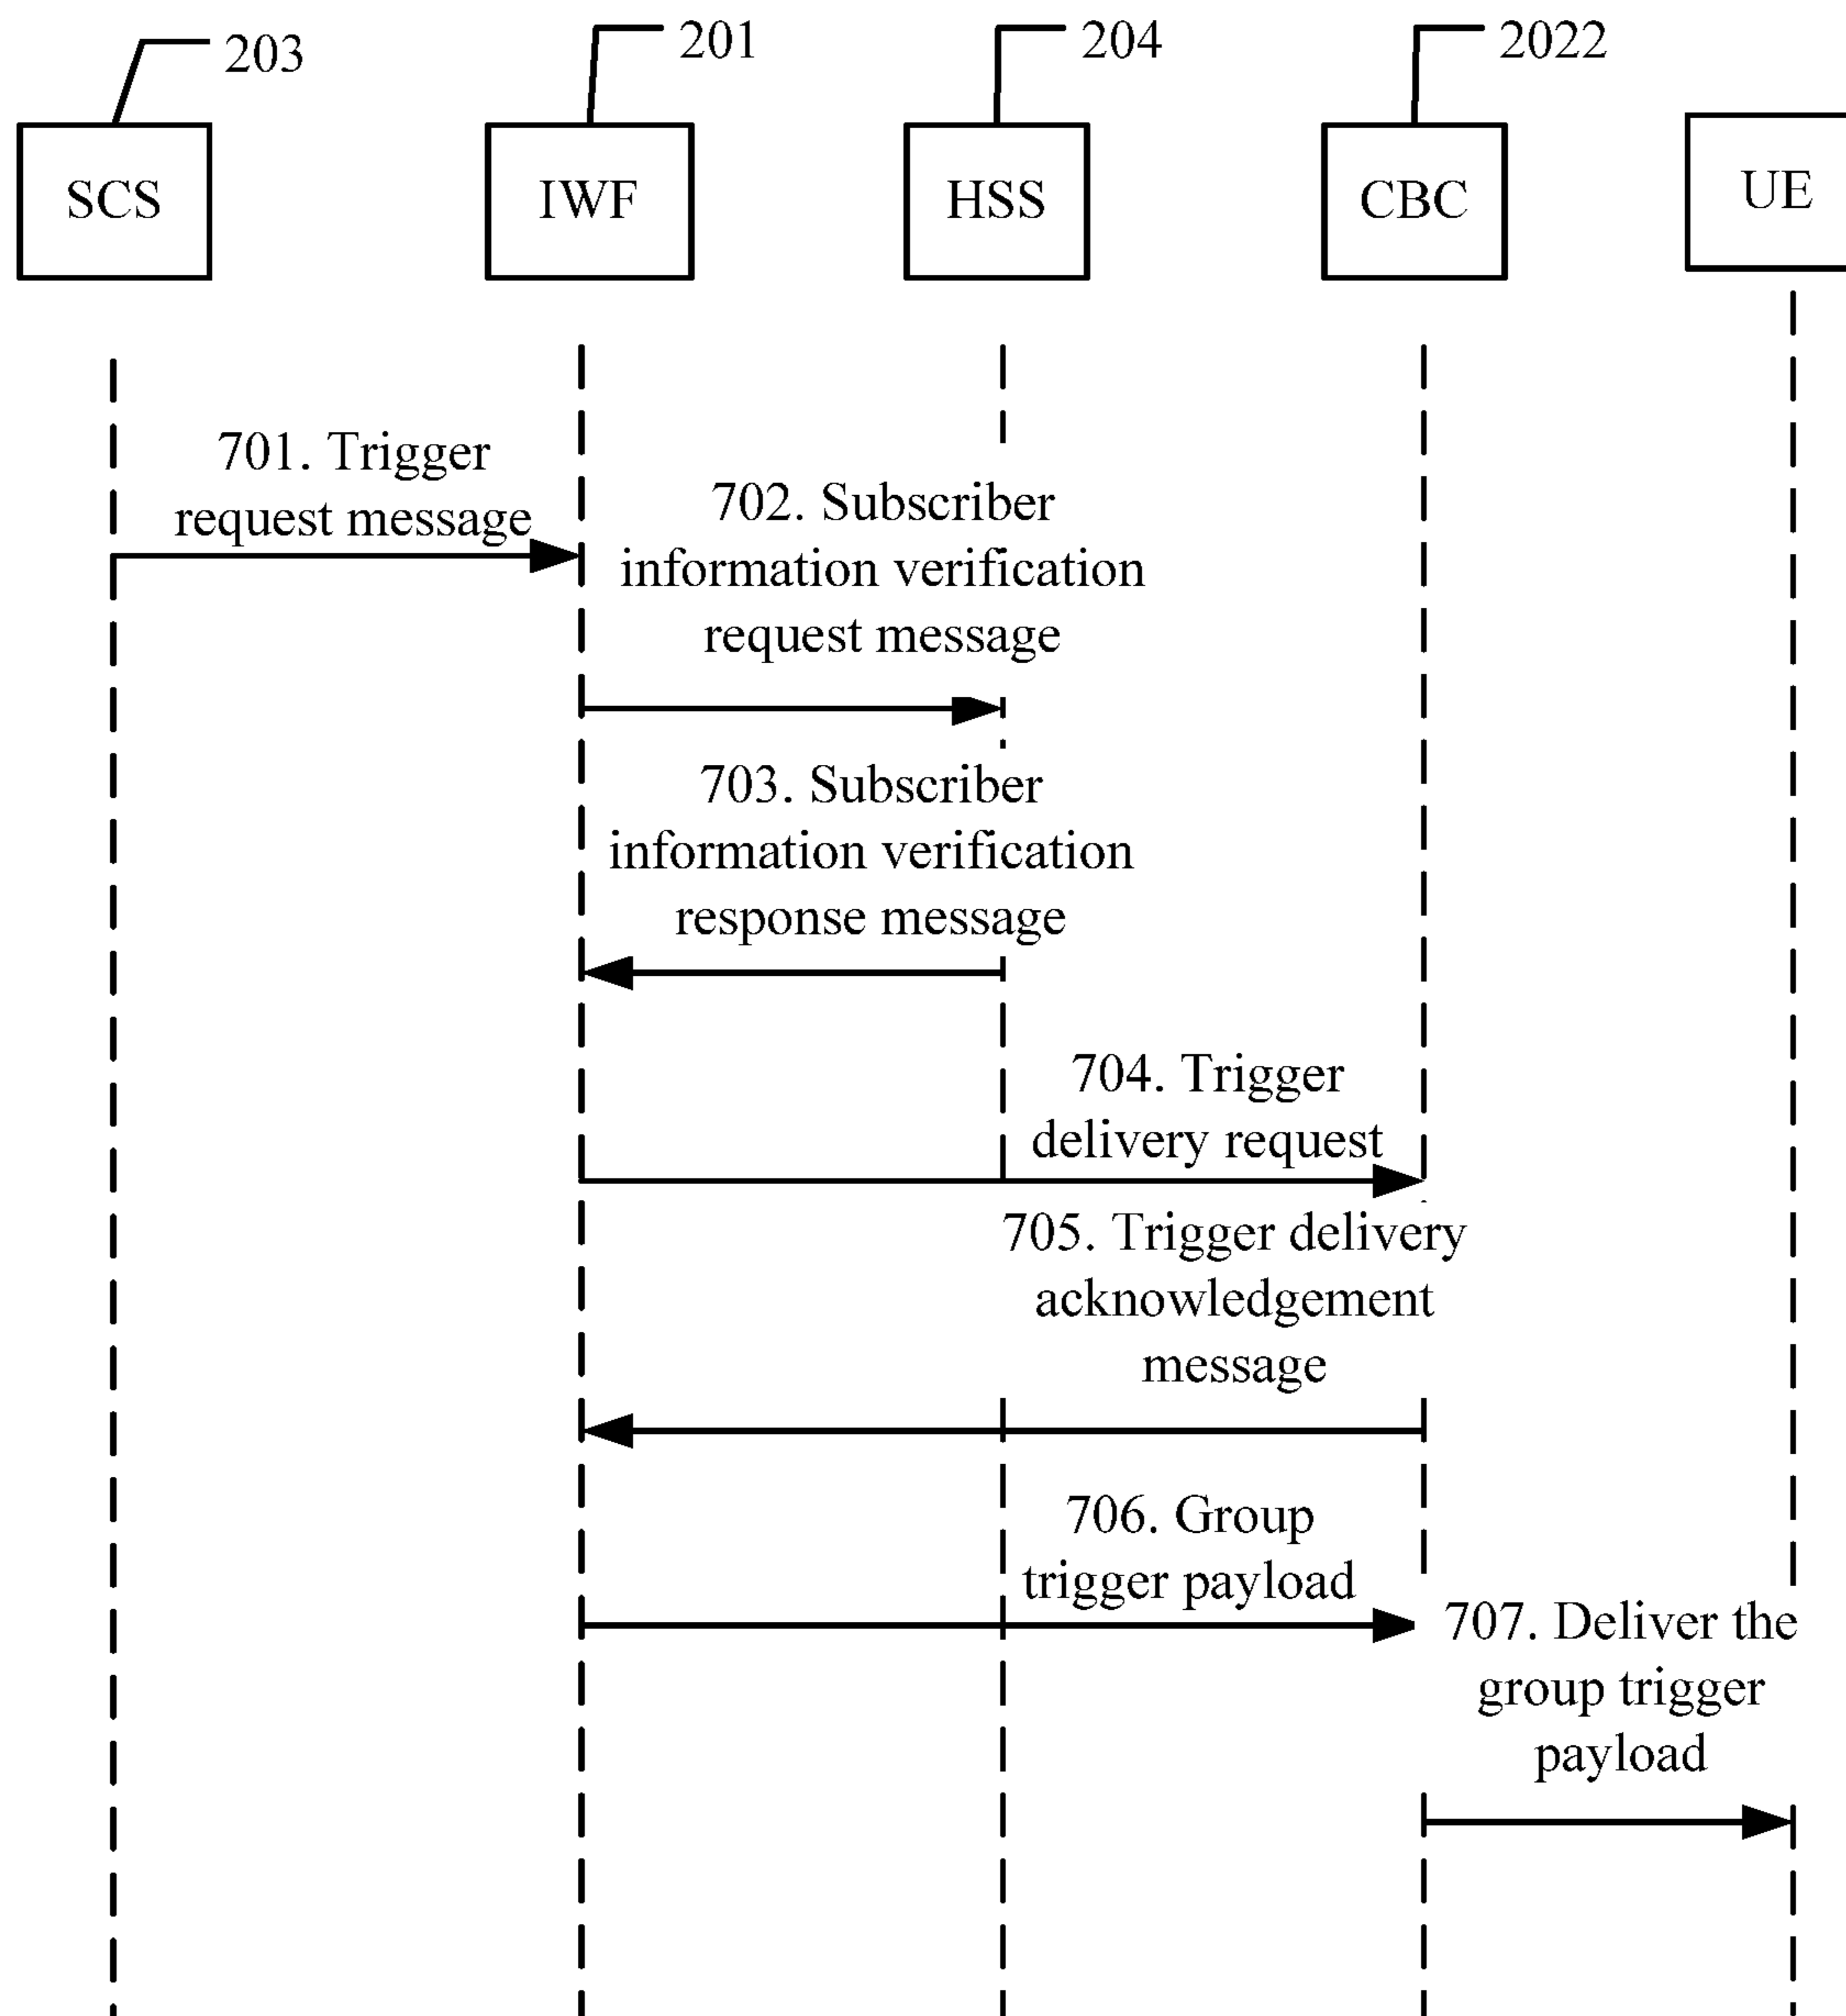 203
201
204
2022
SCS
IWF
HSS
CBC
UE
701. Trigger
request message
702. Subscriber
information verification
request message
703. Subscriber
information verification
response message
704. Trigger
delivery request
705. Trigger delivery
acknowledgement
message
706. Group
trigger payload
707. Deliver the
group trigger
payload